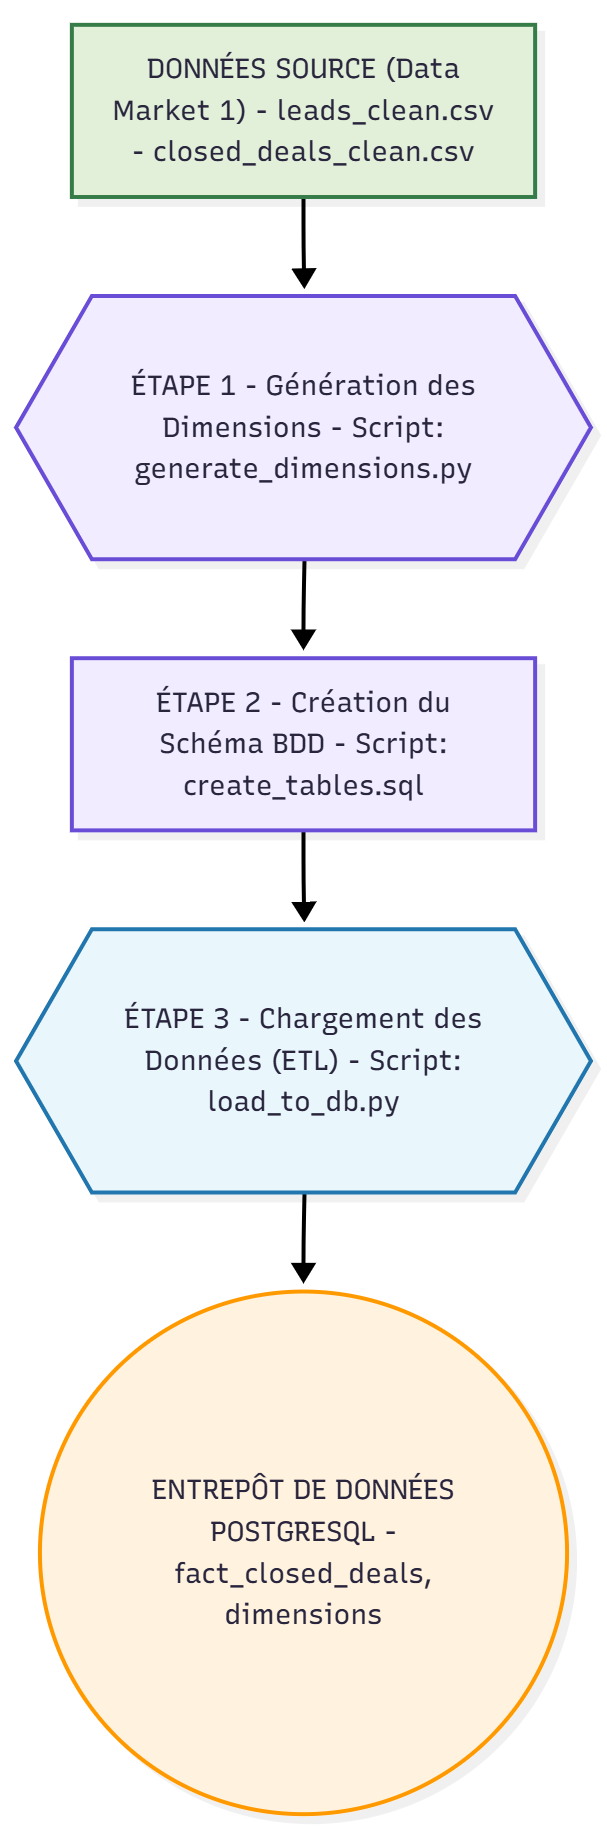 DONNÉES SOURCE (Data
Market 1) - leads_clean.csv
- closed_deals_clean.csv
ÉTAPE 1 - Génération des
Dimensions - Script:
generate_dimensions.py
ÉTAPE 2 - Création du
Schéma BDD - Script:
create_tables.sql
ÉTAPE 3 - Chargement des
Données (ETL) - Script:
load_to_db.py
ENTREPÔT DE DONNÉES
POSTGRESQL -
fact_closed_deals,
dimensions